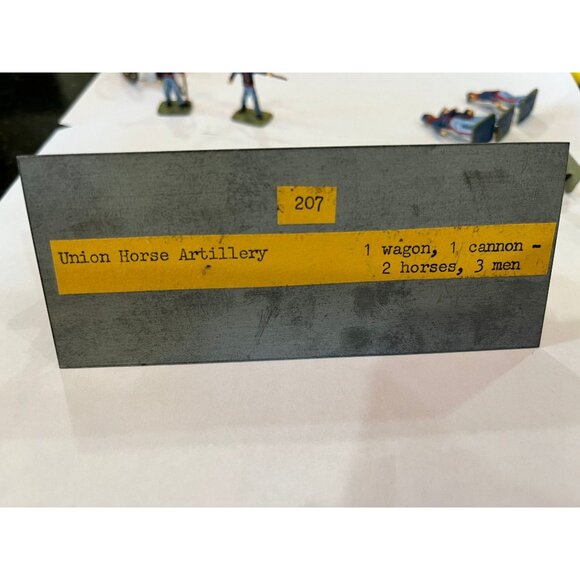 207
Union Horse Artillery 1 wagon, 1 cannon -
2 horses, 3 men